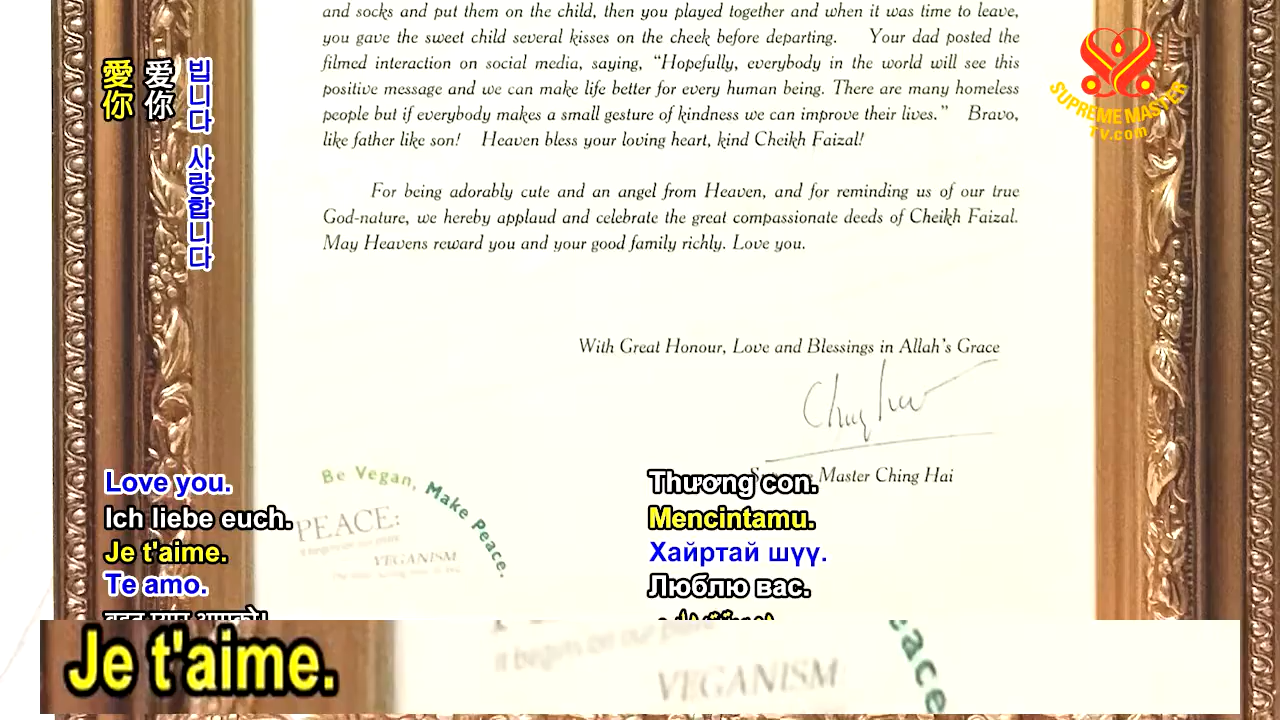 and socks and put them on the child, then you played together and when it was time to leave,
you gave the sweet child several kisses on the cheek before departing. Your dad posted the
filmed interaction on social media, saying, “Hopefully, everybody in the world will see this
positive message and we can make life better for every human being. There are many homeless
people but if everybody makes a small gesture of kindness we can improve their lives.” Bravo,
like father like son! Heaven bless your loving heart, kind Cheikh Faizal!
For being adorably cute and an angel from Heaven, and for reminding us of our true
God-nature, we hereby applaud and celebrate the great compassionate deeds of Cheikh Faizal.
May Heavens reward you and your good family richly. Love you.
With Great Honour, Love and Blessings in Allah’s Grace
Master Ching Hai
SUPREME MASTER
TV.com
愛你
爱你
빕니다 사랑합니다
Be Vegan, Make Peace.
PEACE:
VEGANISM
Love you.
Ich liebe euch.
Je t'aime.
Te amo.
Thương con.
Mencintamu.
Хайртай шүү.
Люблю вас.
Je t'aime.
it begins on our
VEGANISM
eace